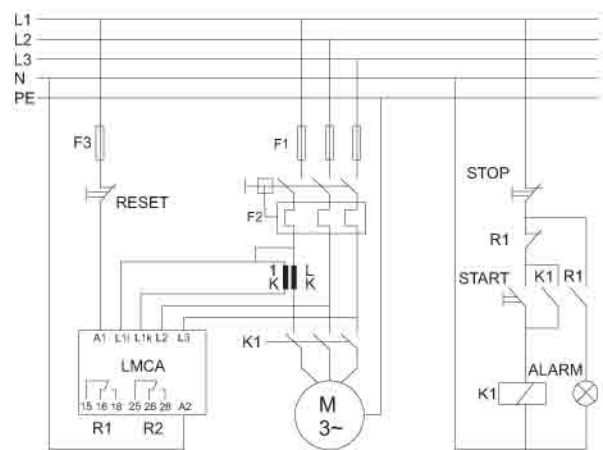 L1
L2
L3
N
PE
F3
F1
RESET
F2
STOP
R1
START
K1
R1
1 L
K K
A1 L1i L1k L2 L3
LMCA
15 16 18 25 26 28 A2
R1 R2
K1
M
3~
K1
ALARM